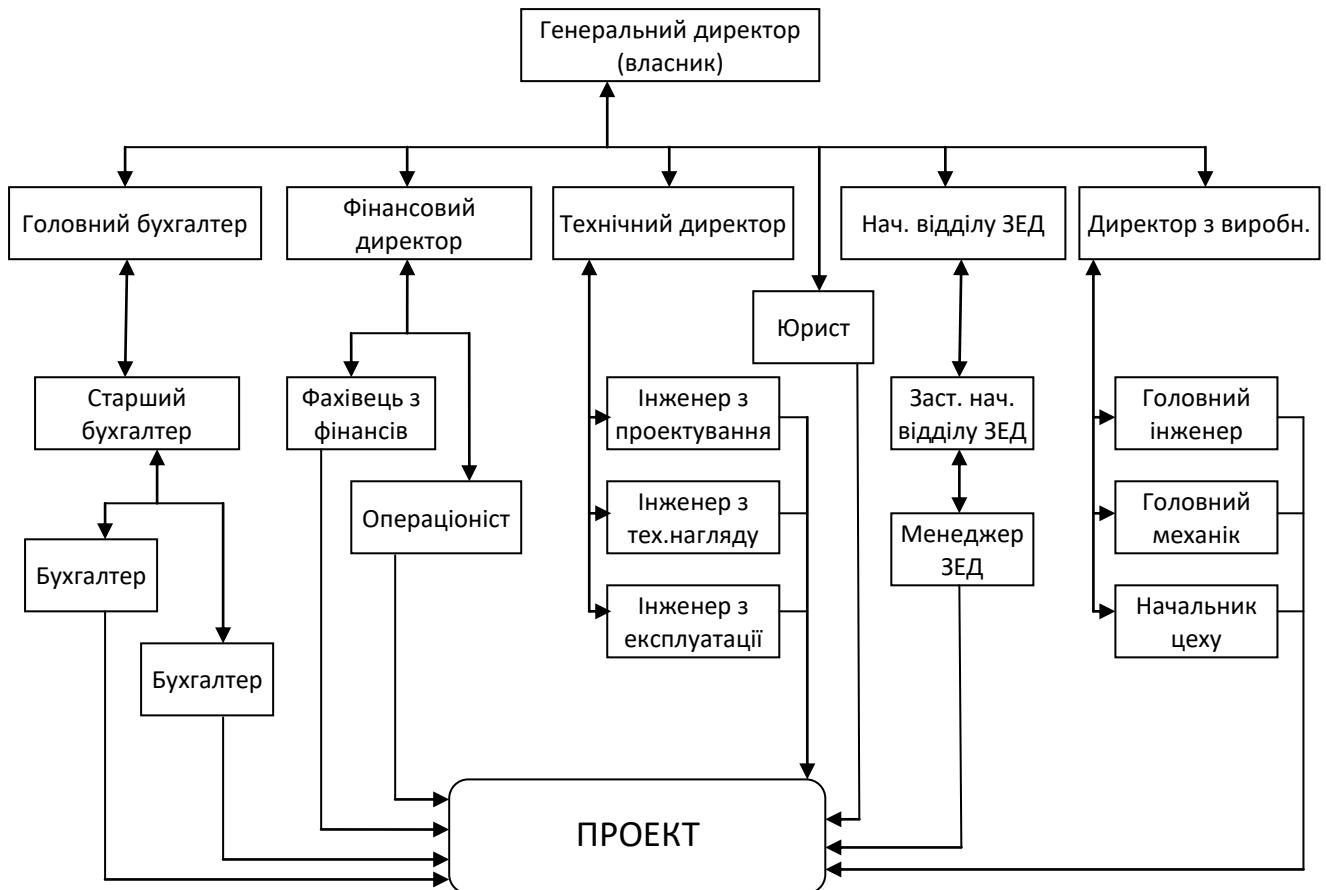 Генеральний директор
(власник)
Головний бухгалтер
Фінансовий
директор
Технічний директор
Нач. відділу ЗЕД
Директор з виробн.
Юрист
Старший
бухгалтер
Фахівець з
фінансів
Інженер з
проектування
Заст. нач.
відділу ЗЕД
Головний
інженер
Операціоніст
Інженер з
тех.нагляду
Менеджер
ЗЕД
Головний
механік
Бухгалтер
Інженер з
експлуатації
Начальник
цеху
Бухгалтер
ПРОЕКТ